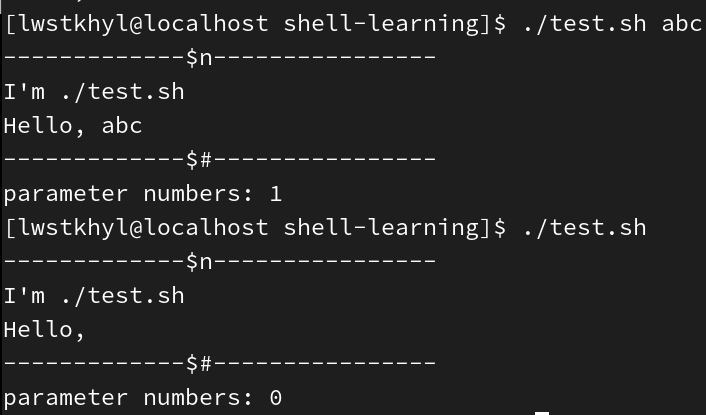 [lwstkhyl@localhost shell-learning]$ ./test.sh abc
-------------$n----------------
I'm ./test.sh
Hello, abc
-------------$#----------------
parameter numbers: 1
[lwstkhyl@localhost shell-learning]$ ./test.sh
-------------$n----------------
I'm ./test.sh
Hello,
-------------$#----------------
parameter numbers: 0